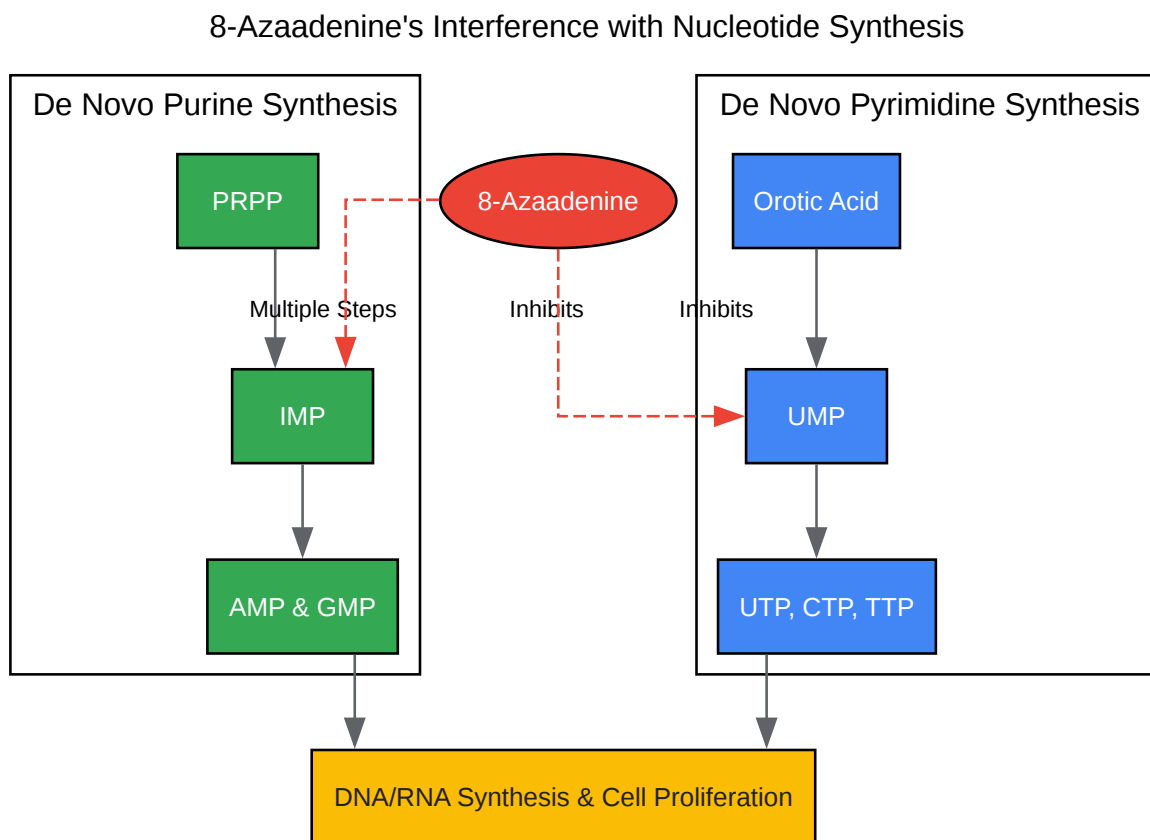 8-Azaadenine's Interference with Nucleotide Synthesis
De Novo Purine Synthesis
De Novo Pyrimidine Synthesis
PRPP
8-Azaadenine
Orotic Acid
Multiple Steps
Inhibits
Inhibits
IMP
UMP
AMP & GMP
UTP, CTP, TTP
DNA/RNA Synthesis & Cell Proliferation